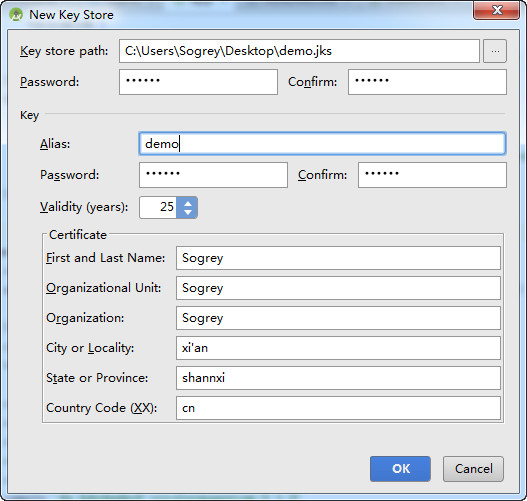 New Key Store
Key store path: C:\Users\Sogrey\Desktop\demo.jks ...
Password: •••••• Confirm: ••••••
Key
Alias: demo
Password: •••••• Confirm: ••••••
Validity (years): 25
Certificate
First and Last Name: Sogrey
Organizational Unit: Sogrey
Organization: Sogrey
City or Locality: xi'an
State or Province: shannxi
Country Code (XX): cn
OK Cancel